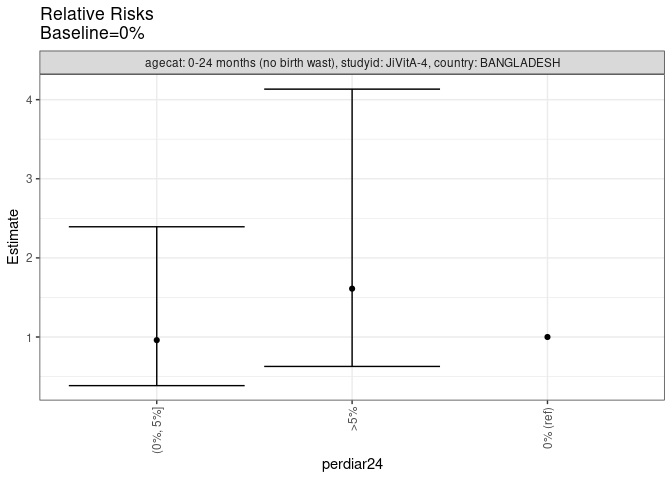 Relative Risks
Baseline=0%
agecat: 0-24 months (no birth wast), studyid: JiVitA-4, country: BANGLADESH
Estimate
4
3
2
1
(0%, 5%]
>5%
0% (ref)
perdiar24